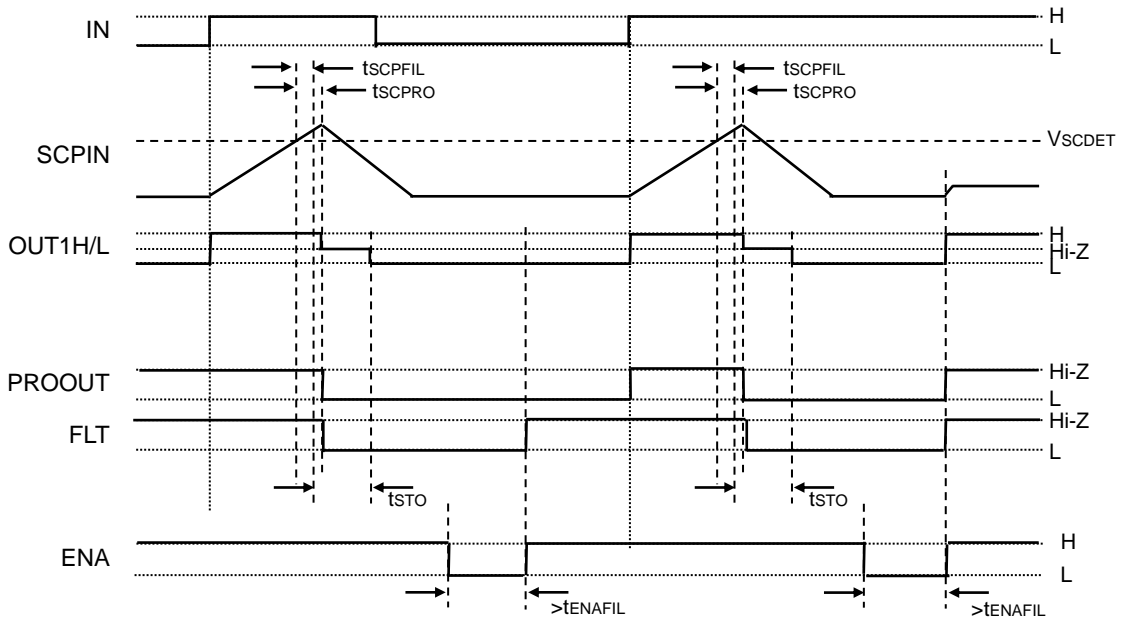 IN
H
L
tSCPFIL
tSCPRO
tSCPFIL
tSCPRO
SCPIN
VSCDET
OUT1H/L
H
Hi-Z
L
PROOUT
Hi-Z
L
FLT
Hi-Z
L
tSTO
tSTO
ENA
H
L
>tENAFIL
>tENAFIL